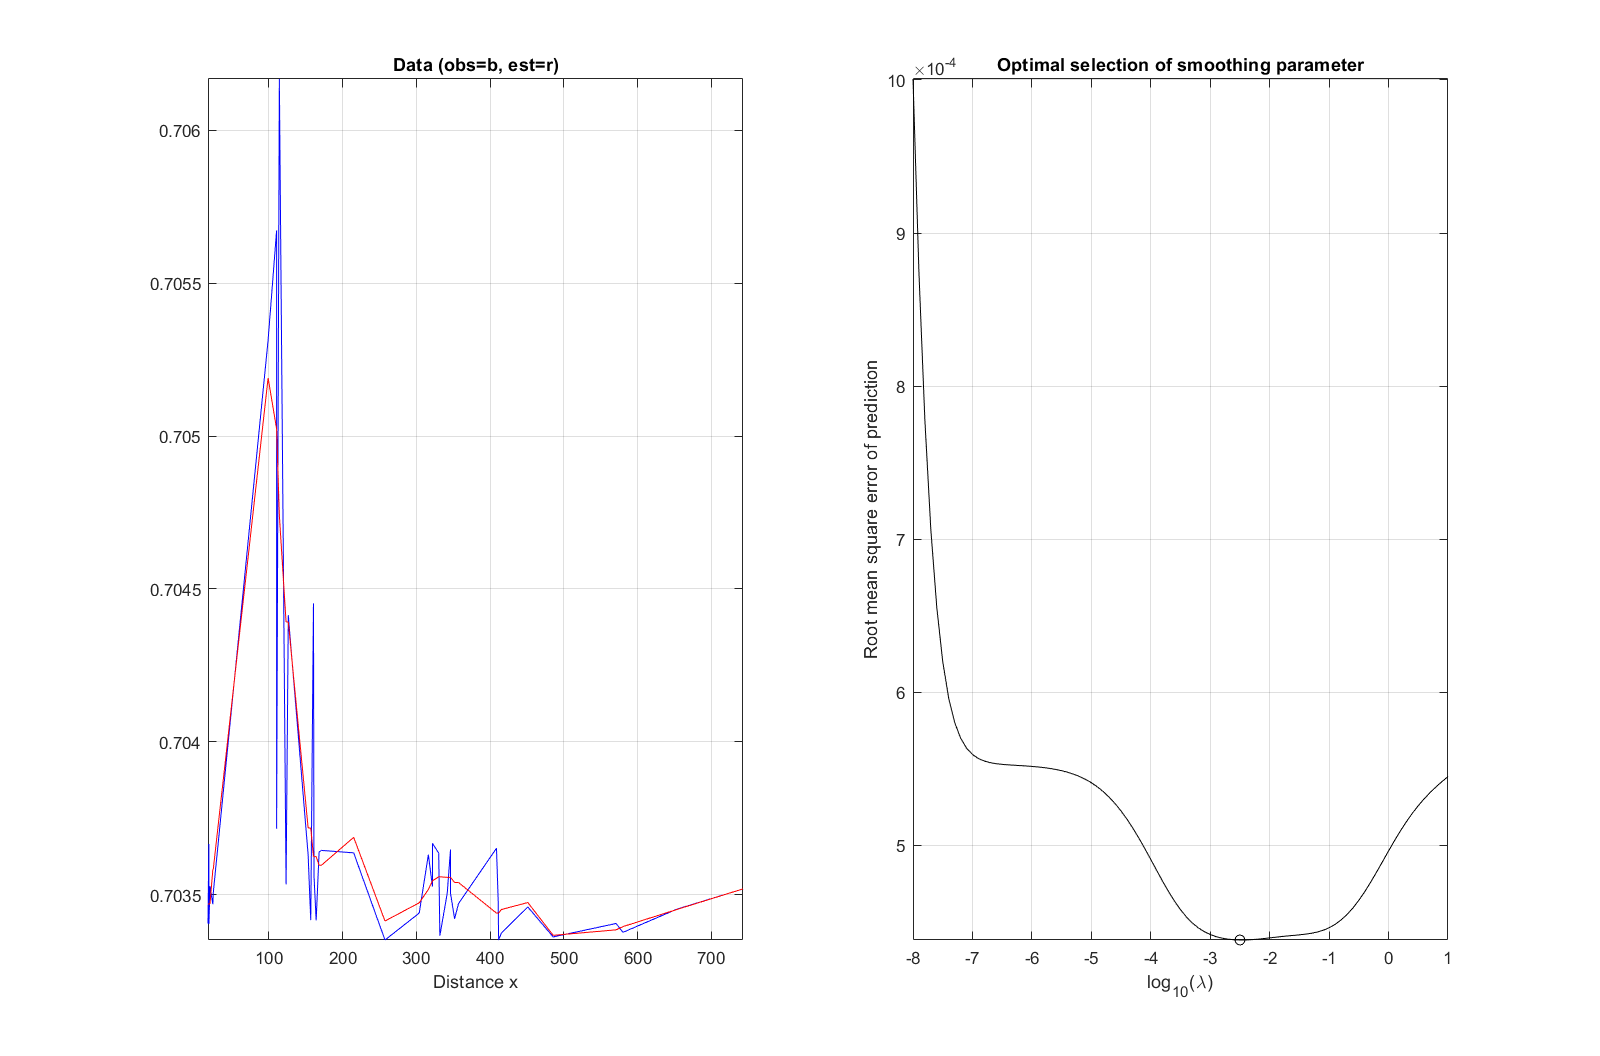 Data (obs=b, est=r)
0.706
0.7055
0.705
0.7045
0.704
0.7035
100 200 300 400 500 600 700
Distance x
Optimal selection of smoothing parameter
×10-4
10
9
8
7
6
5
Root mean square error of prediction
-8 -7 -6 -5 -4 -3 -2 -1 0 1
log10(λ)